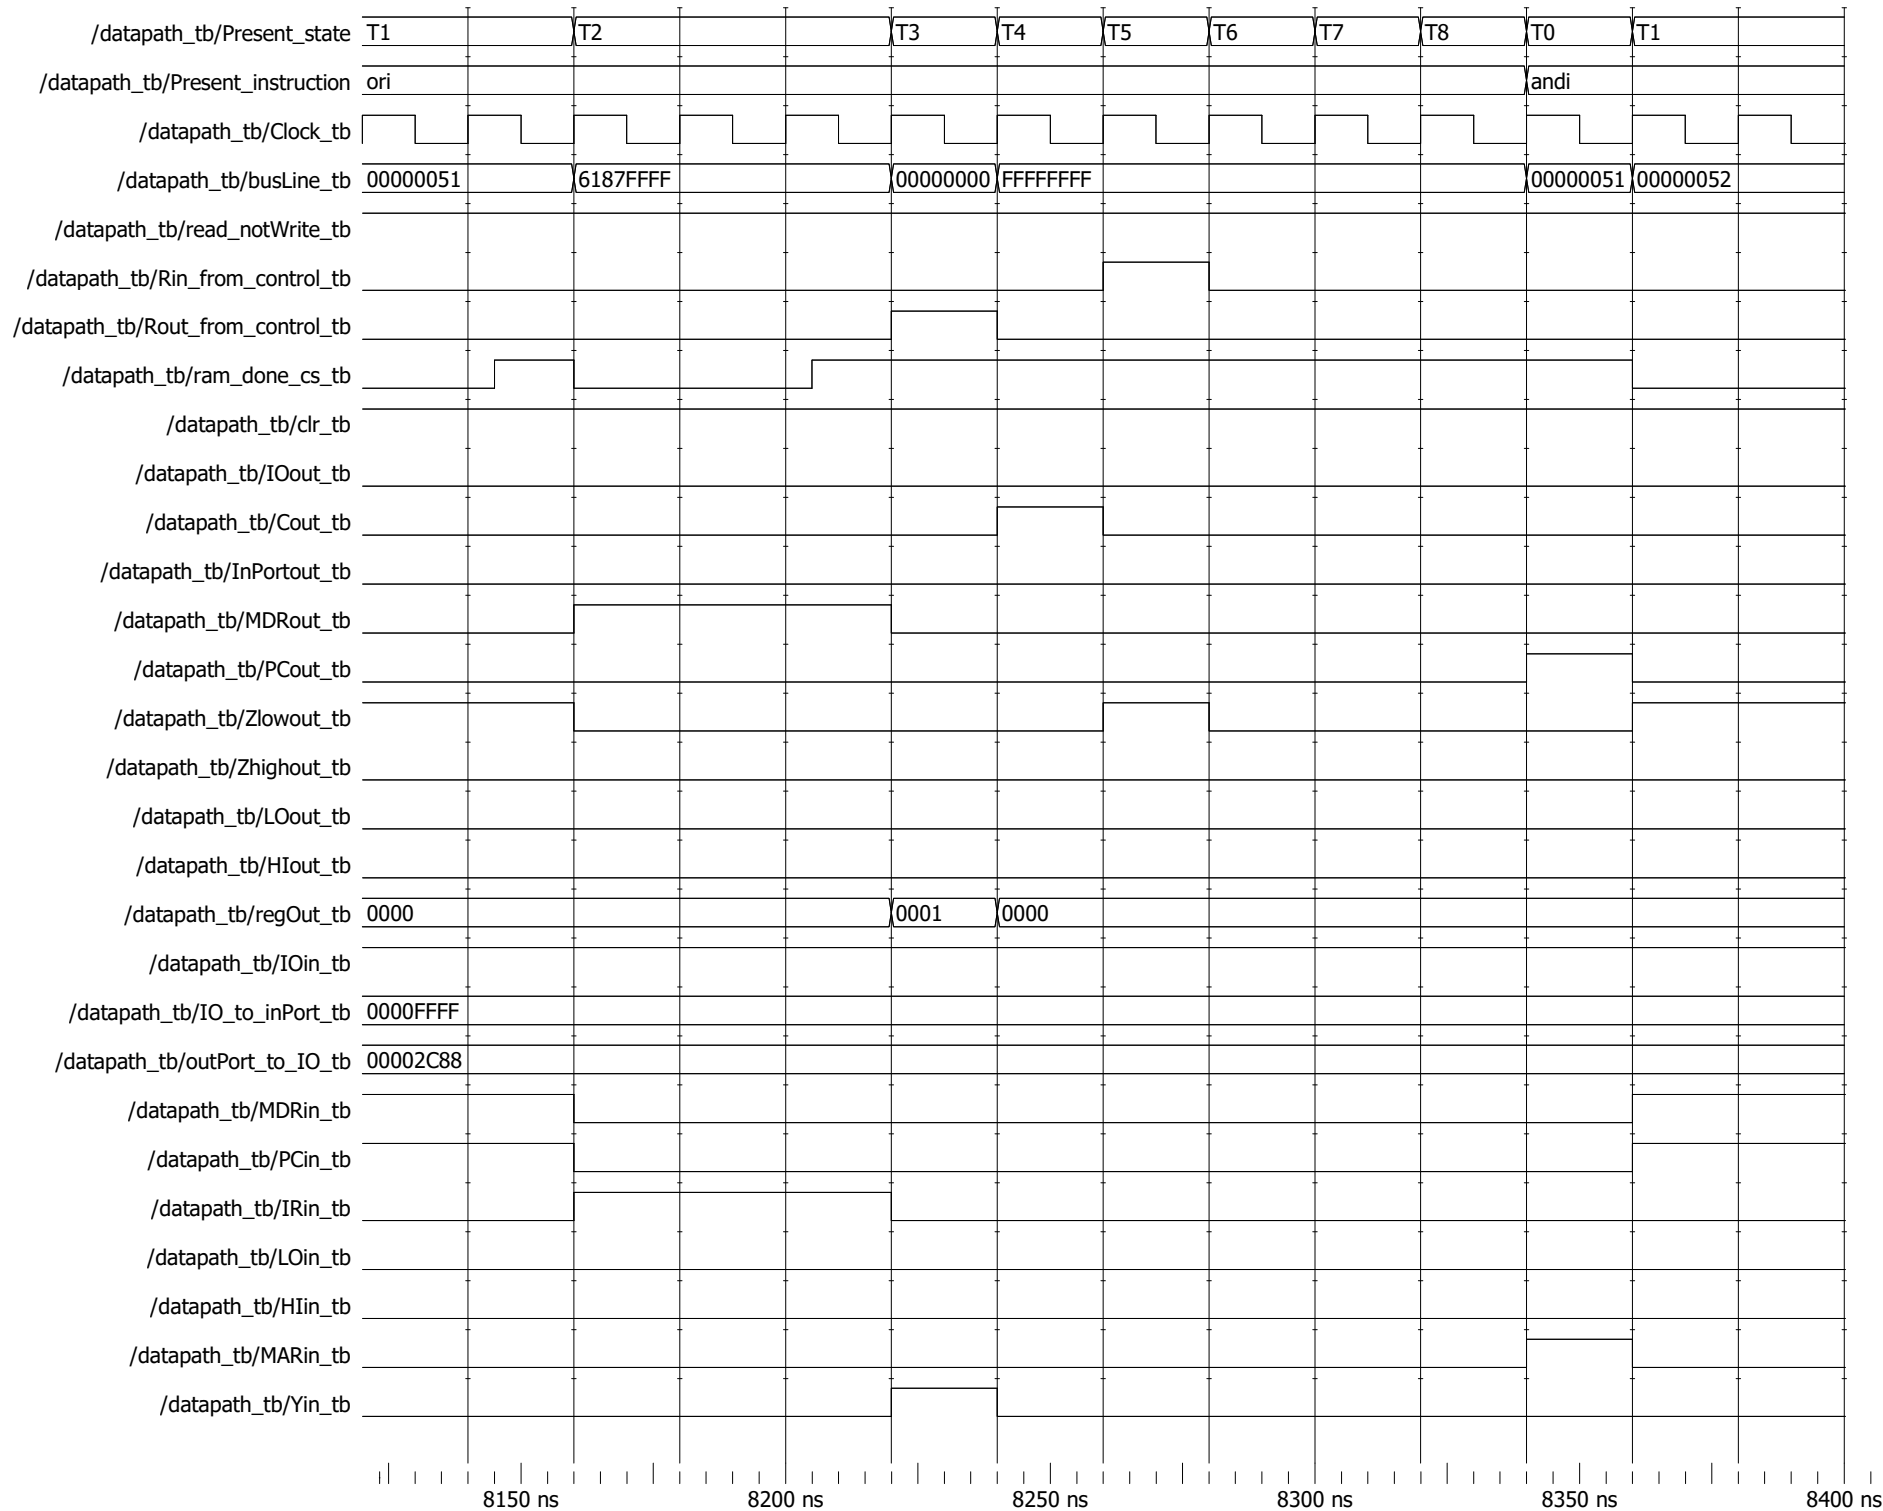 /datapath_tb/Present_state T1 T2 T3 T4 T5 T6 T7 T8 T0 T1
/datapath_tb/Present_instruction ori andi
/datapath_tb/Clock_tb
/datapath_tb/busLine_tb 00000051 6187FFFF 00000000 FFFFFFFF 00000051 00000052
/datapath_tb/read_notWrite_tb
/datapath_tb/Rin_from_control_tb
/datapath_tb/Rout_from_control_tb
/datapath_tb/ram_done_cs_tb
/datapath_tb/clr_tb
/datapath_tb/IOout_tb
/datapath_tb/Cout_tb
/datapath_tb/InPortout_tb
/datapath_tb/MDRout_tb
/datapath_tb/PCout_tb
/datapath_tb/Zlowout_tb
/datapath_tb/Zhighout_tb
/datapath_tb/LOout_tb
/datapath_tb/HIout_tb
/datapath_tb/regOut_tb 0000 0001 0000
/datapath_tb/IOin_tb
/datapath_tb/IO_to_inPort_tb 0000FFFF
/datapath_tb/outPort_to_IO_tb 00002C88
/datapath_tb/MDRin_tb
/datapath_tb/PCin_tb
/datapath_tb/IRin_tb
/datapath_tb/LOin_tb
/datapath_tb/HIin_tb
/datapath_tb/MARin_tb
/datapath_tb/Yin_tb
8150 ns 8200 ns 8250 ns 8300 ns 8350 ns 8400 ns